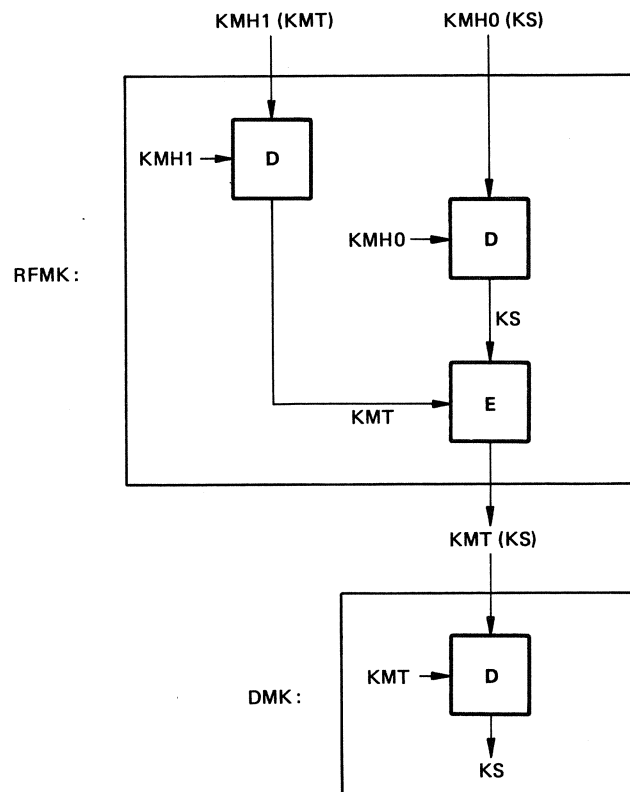 KMH1 (KMT)
KMH0 (KS)
KMH1
D
KMH0
D
RFMK:
KS
KMT
E
KMT (KS)
KMT
D
DMK:
KS